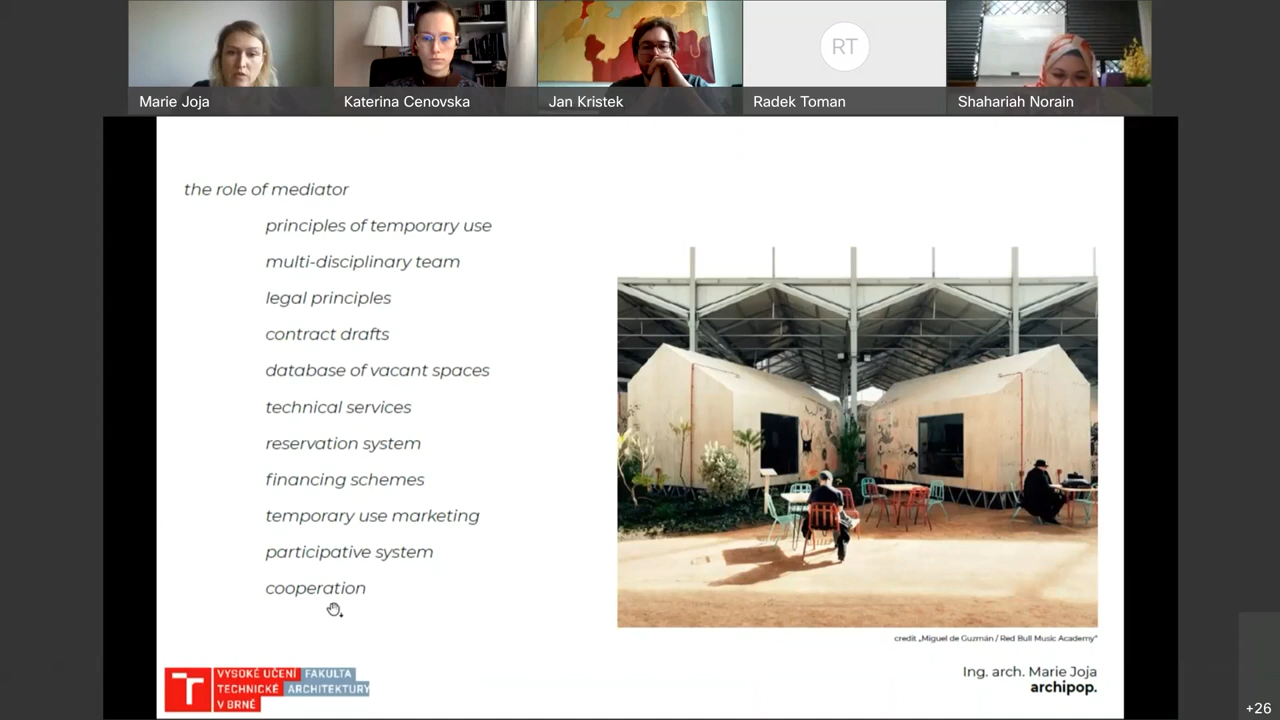 Marie Joja
Katerina Cenovska
Jan Kristek
RT
Radek Toman
Shahariah Norain
the role of mediator
principles of temporary use
multi-disciplinary team
legal principles
contract drafts
database of vacant spaces
technical services
reservation system
financing schemes
temporary use marketing
participative system
cooperation
credit „Miguel de Guzmán / Red Bull Music Academy"
VYSOKÉ UČENÍ FAKULTA
TECHNICKÉ ARCHITEKTURY
V BRNĚ
Ing. arch. Marie Joja
archipop.
+26